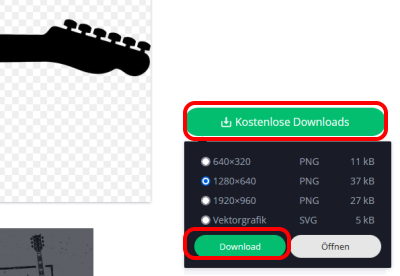 Kostenlose Downloads
640×320 PNG 11 kB
1280×640 PNG 37 kB
1920×960 PNG 27 kB
Vektorgrafik SVG 5 kB
Download Öffnen